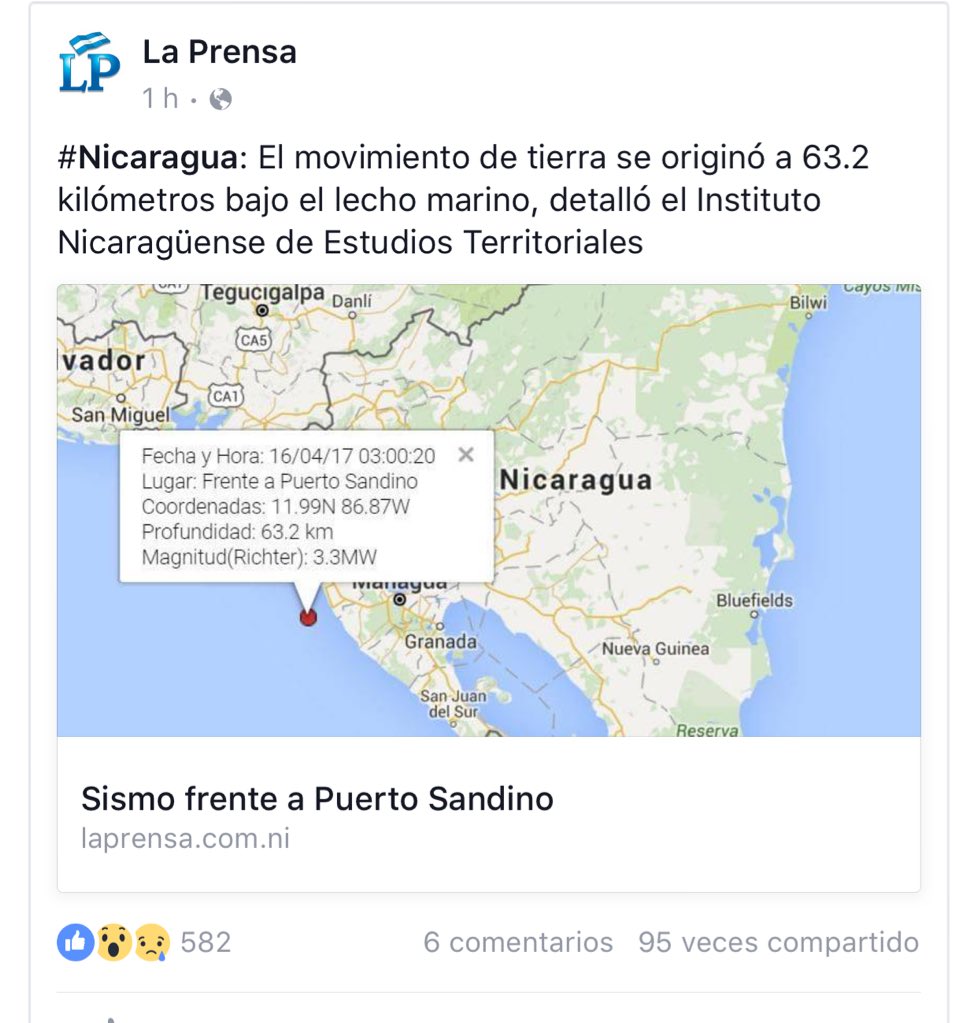 LP
La Prensa
1 h
#Nicaragua: El movimiento de tierra se originó a 63.2
kilómetros bajo el lecho marino, detalló el Instituto
Nicaragüense de Estudios Territoriales
CA1
Tegucigalpa
Danlí
Cayos Mis
Bilwi
CA5
lvador
CA1
San Miguel
Fecha y Hora: 16/04/17 03:00:20 ×
Lugar: Frente a Puerto Sandino
Coordenadas: 11.99N 86.87W
Profundidad: 63.2 km
Magnitud(Richter): 3.3MW
Nicaragua
Managua
Bluefields
Granada
Nueva Guinea
San Juan
del Sur
Reserva
Sismo frente a Puerto Sandino
laprensa.com.ni
582
6 comentarios 95 veces compartido